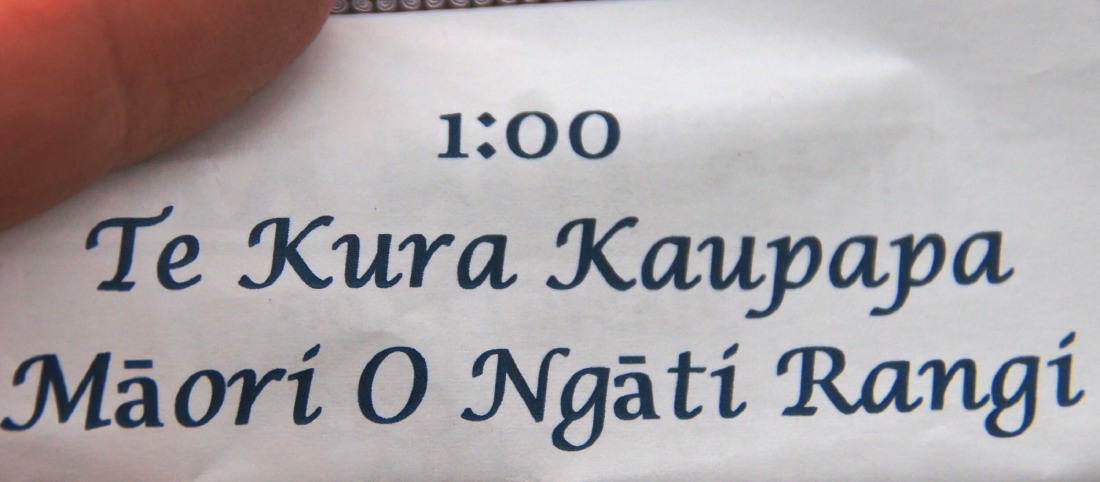 1:00
Te Kura Kaupapa
Māori O Ngāti Rangi